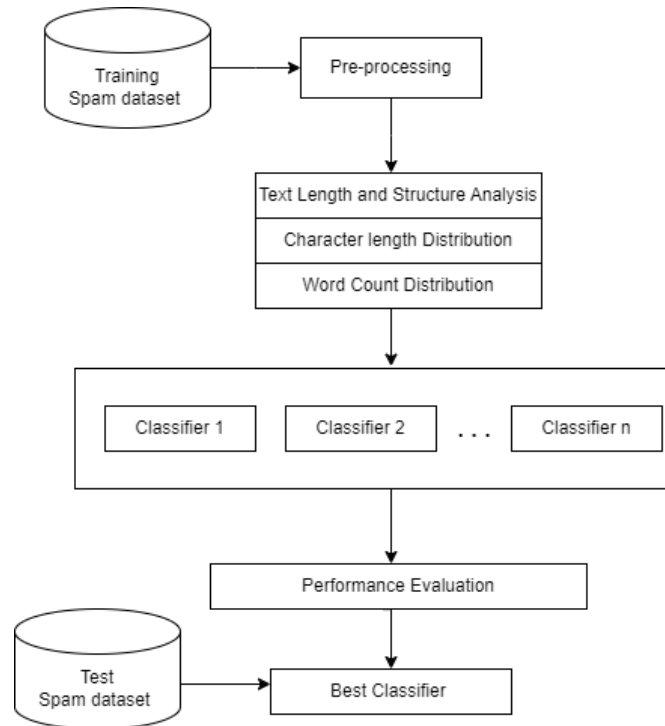 Training
Spam dataset
Pre-processing
Text Length and Structure Analysis
Character length Distribution
Word Count Distribution
Classifier 1
Classifier 2
. . .
Classifier n
Performance Evaluation
Test
Spam dataset
Best Classifier